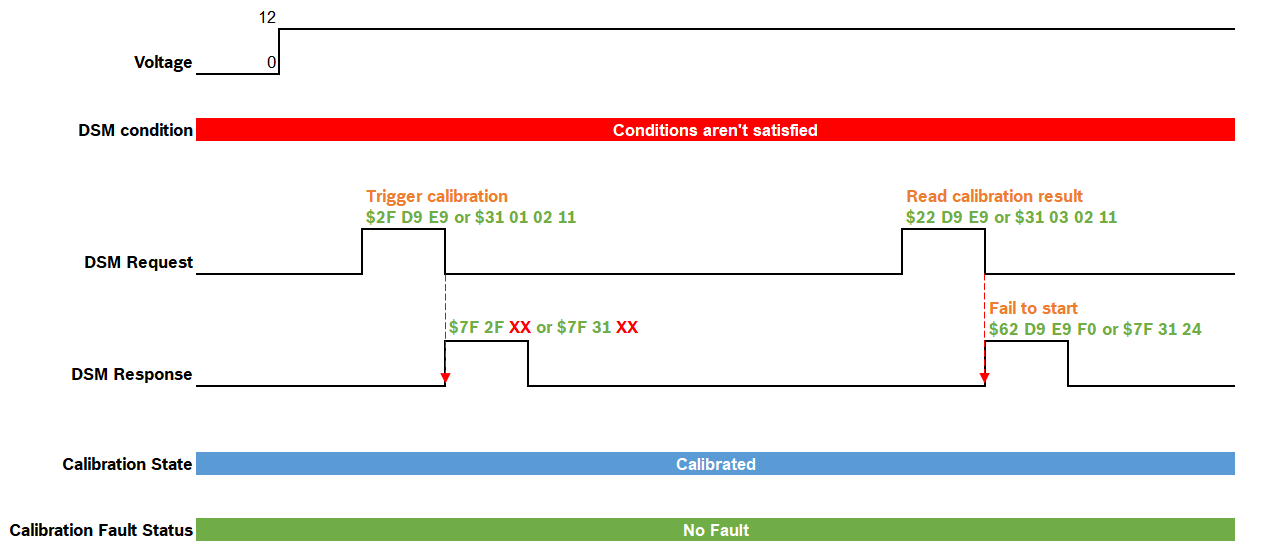 12
Voltage 0
DSM condition Conditions aren't satisfied
Trigger calibration Read calibration result
$2F D9 E9 or $31 01 02 11 $22 D9 E9 or $31 03 02 11
DSM Request
Fail to start
$7F 2F XX or $7F 31 XX $62 D9 E9 F0 or $7F 31 24
DSM Response
Calibration State Calibrated
Calibration Fault Status No Fault